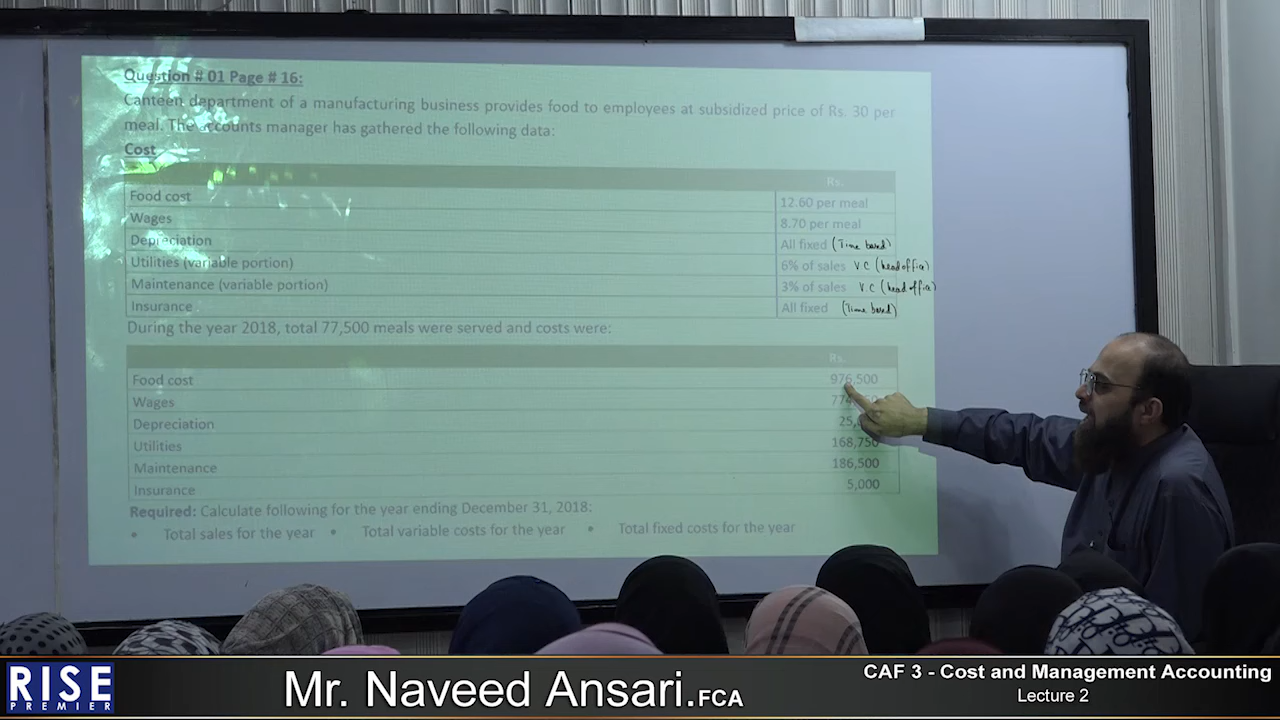 Question # 01 Page # 16:
Canteen department of a manufacturing business provides food to employees at subsidized price of Rs. 30 per
meal. The accounts manager has gathered the following data:
Cost
Rs.
Food cost 12.60 per meal
Wages 8.70 per meal
Depreciation All fixed (Time based)
Utilities (variable portion) 6% of sales V C (head office)
Maintenance (variable portion) 3% of sales V C (head office)
Insurance All fixed (Time based)
During the year 2018, total 77,500 meals were served and costs were:
Rs.
Food cost 976,500
Wages
Depreciation
Utilities 168,750
Maintenance 186,500
Insurance 5,000
Required: Calculate following for the year ending December 31, 2018:
• Total sales for the year • Total variable costs for the year • Total fixed costs for the year
RISE
PREMIER
Mr. Naveed Ansari.FCA
CAF 3 - Cost and Management Accounting
Lecture 2